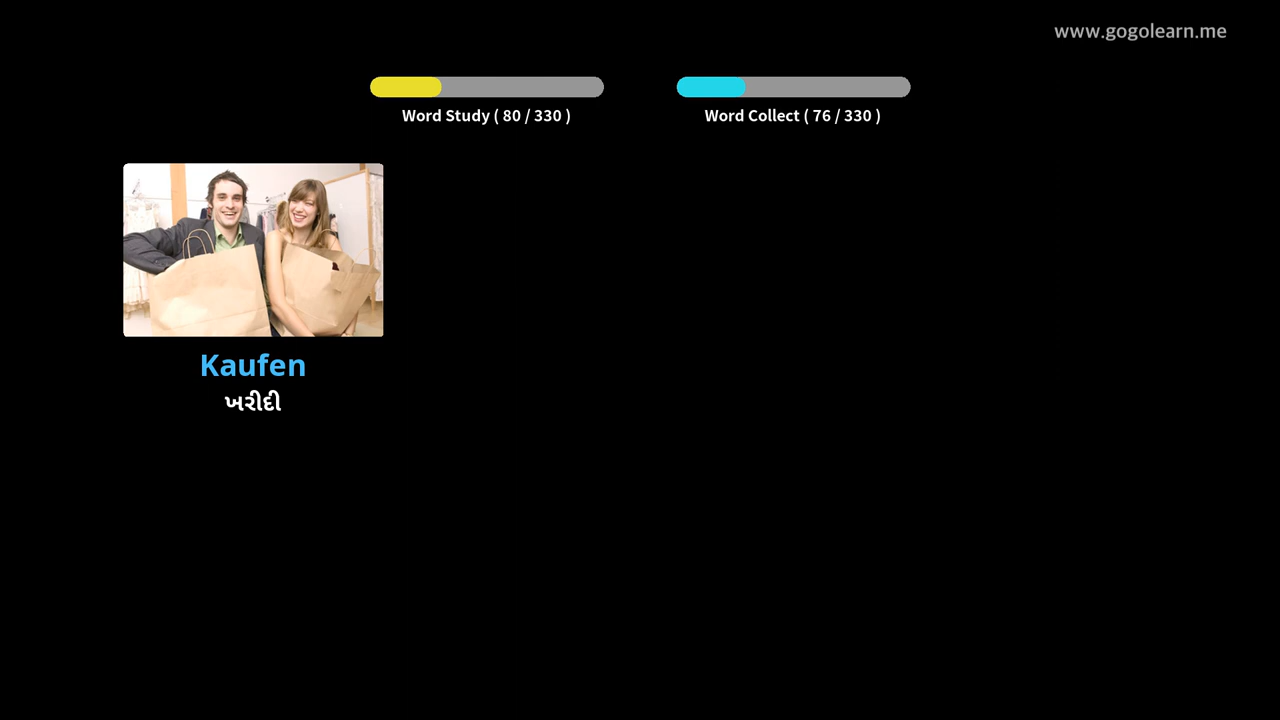 www.gogolearn.me
Word Study ( 80 / 330 )
Word Collect ( 76 / 330 )
Kaufen
ખરીદી